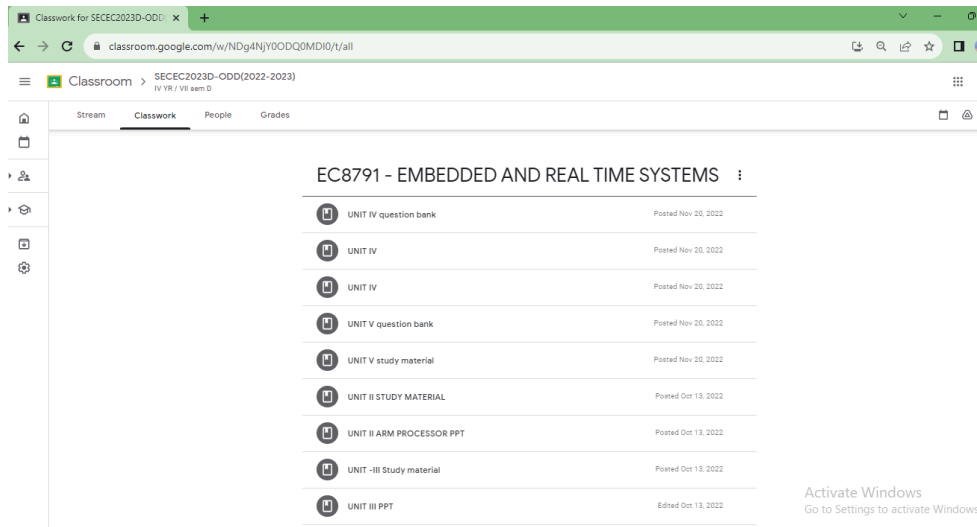 Classwork for SECEC2023D-ODD
classroom.google.com/w/NDg4NjY0ODQ0MDI0/t/all
Classroom > SECEC2023D-ODD(2022-2023)
IV YR / VII sem D
Stream Classwork People Grades
EC8791 - EMBEDDED AND REAL TIME SYSTEMS
UNIT IV question bank Posted Nov 20, 2022
UNIT IV Posted Nov 20, 2022
UNIT IV Posted Nov 20, 2022
UNIT V question bank Posted Nov 20, 2022
UNIT V study material Posted Nov 20, 2022
UNIT II STUDY MATERIAL Posted Oct 13, 2022
UNIT II ARM PROCESSOR PPT Posted Oct 13, 2022
UNIT -III Study material Posted Oct 13, 2022
UNIT III PPT Edited Oct 13, 2022
Activate Windows
Go to Settings to activate Windows